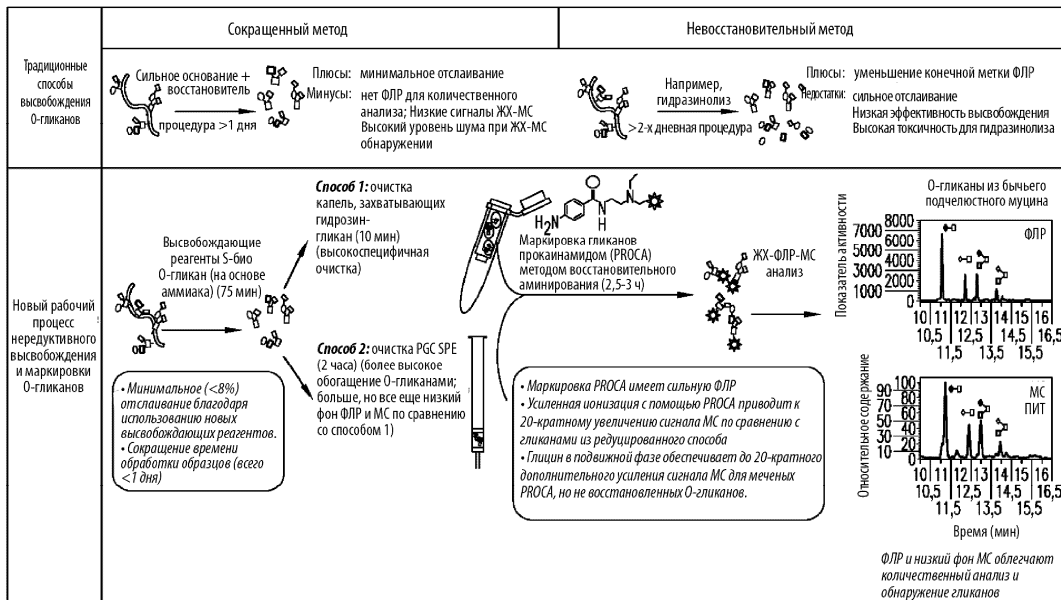 Сокращенный метод
Невосстановительный метод
Традиционные
способы
высвобождения
О-гликанов
Сильное основание +
восстановитель
процедура >1 дня
Плюсы: минимальное отслаивание
Минусы: нет ФЛР для количественного
анализа; Низкие сигналы ЖХ-МС
Высокий уровень шума при ЖХ-МС
обнаружении
Например,
гидразинолиз
>2-х дневная процедура
Плюсы: уменьшение конечной метки ФЛР
Недостатки: сильное отслаивание
Низкая эффективность высвобождения
Высокая токсичность для гидразинолиза
Новый рабочий
процесс
нередуктивного
высвобождения
и маркировки
О-гликанов
Высвобождающие
реагенты S-био
О-гликан (на основе
аммиака) (75 мин)
• Минимальное (<8%)
отслаивание благодаря
использованию новых
высвобождающих реагентов.
• Сокращение времени
обработки образцов (всего
<1 дня)
Способ 1: очистка
капель, захватывающих
гидрозин-
гликан (10 мин)
(высокоспецифичная
очистка)
Способ 2: очистка PGC SPE
(2 часа) (более высокое
обогащение О-гликанами;
больше, но все еще низкий
фон ФЛР и МС по сравнению
со способом 1)
H₂N
O
N
H
N
Маркировка гликанов
прокаинамидом (PROCA)
методом восстановительного
аминирования (2,5-3 ч)
ЖХ-ФЛР-МС
анализ
• Маркировка PROCA имеет сильную ФЛР
• Усиленная ионизация с помощью PROCA приводит к
20-кратному увеличению сигнала МС по сравнению с
гликанами из редуцированного способа
• Глицин в подвижной фазе обеспечивает до 20-кратного
дополнительного усиления сигнала МС для меченых
PROCA, но не восстановленных О-гликанов.
О-гликаны из бычьего
подчелюстного муцина
Показатель активности
8000
7000
5000
4000
3000
2000
1000
0
ФЛР
10 11 12 13 14 15 16
10,5 12,5 14,5 16,5
11,5 13,5 15,5
Относительное содержание
100
90
70
50
30
10
МС
ПИТ
10 11 12 13 14 15 16
10,5 12,5 14,5 16,5
11,5 13,5 15,5
Время (мин)
ФЛР и низкий фон МС облегчают
количественный анализ и
обнаружение гликанов